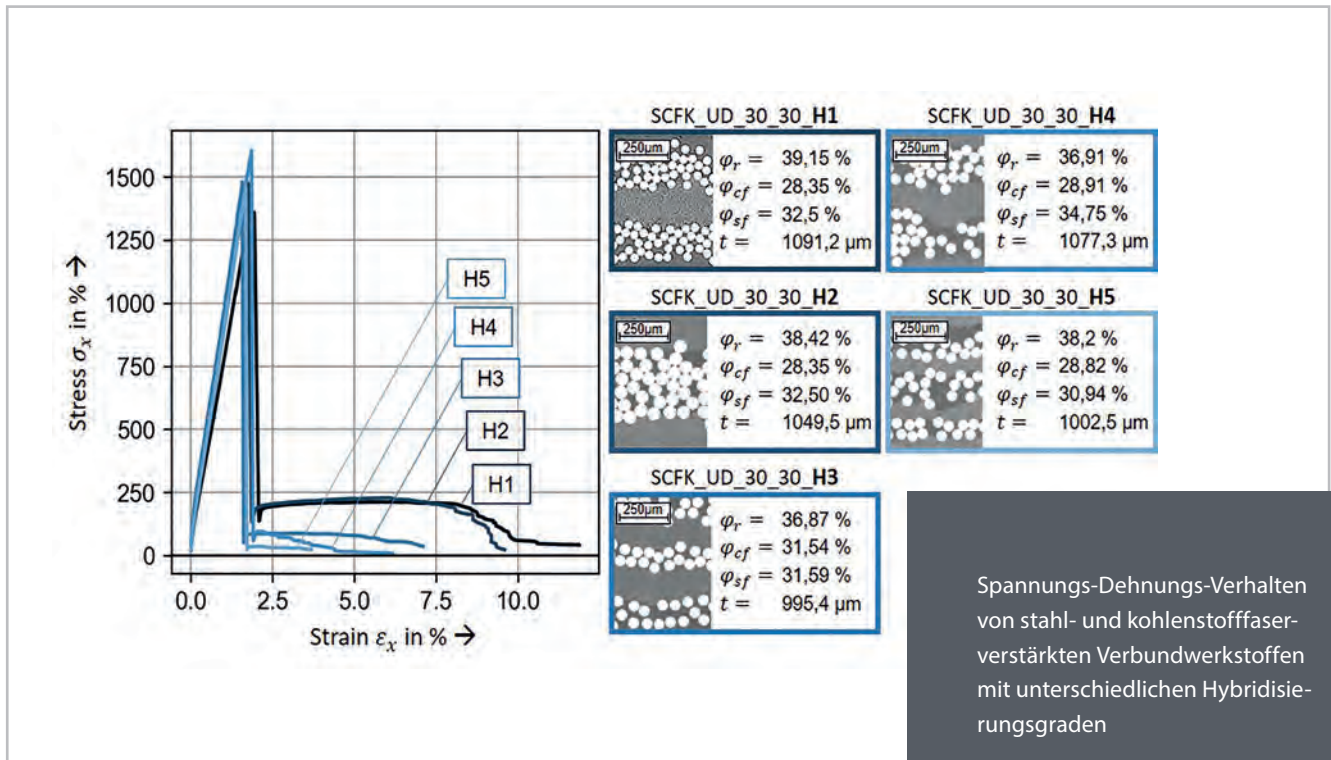 Stress σₓ in % →
1500
1250
1000
750
500
250
0
0.0
2.5
5.0
7.5
10.0
Strain εₓ in % →
H5
H4
H3
H2
H1
SCFK_UD_30_30_H1
250µm
φr = 39,15 %
φcf = 28,35 %
φsf = 32,5 %
t = 1091,2 µm
SCFK_UD_30_30_H4
250µm
φr = 36,91 %
φcf = 28,91 %
φsf = 34,75 %
t = 1077,3 µm
SCFK_UD_30_30_H2
250µm
φr = 38,42 %
φcf = 28,35 %
φsf = 32,50 %
t = 1049,5 µm
SCFK_UD_30_30_H5
250µm
φr = 38,2 %
φcf = 28,82 %
φsf = 30,94 %
t = 1002,5 µm
SCFK_UD_30_30_H3
250µm
φr = 36,87 %
φcf = 31,54 %
φsf = 31,59 %
t = 995,4 µm
Spannungs-Dehnungs-Verhalten
von stahl- und kohlenstofffaser-
verstärkten Verbundwerkstoffen
mit unterschiedlichen Hybridisie-
rungsgraden